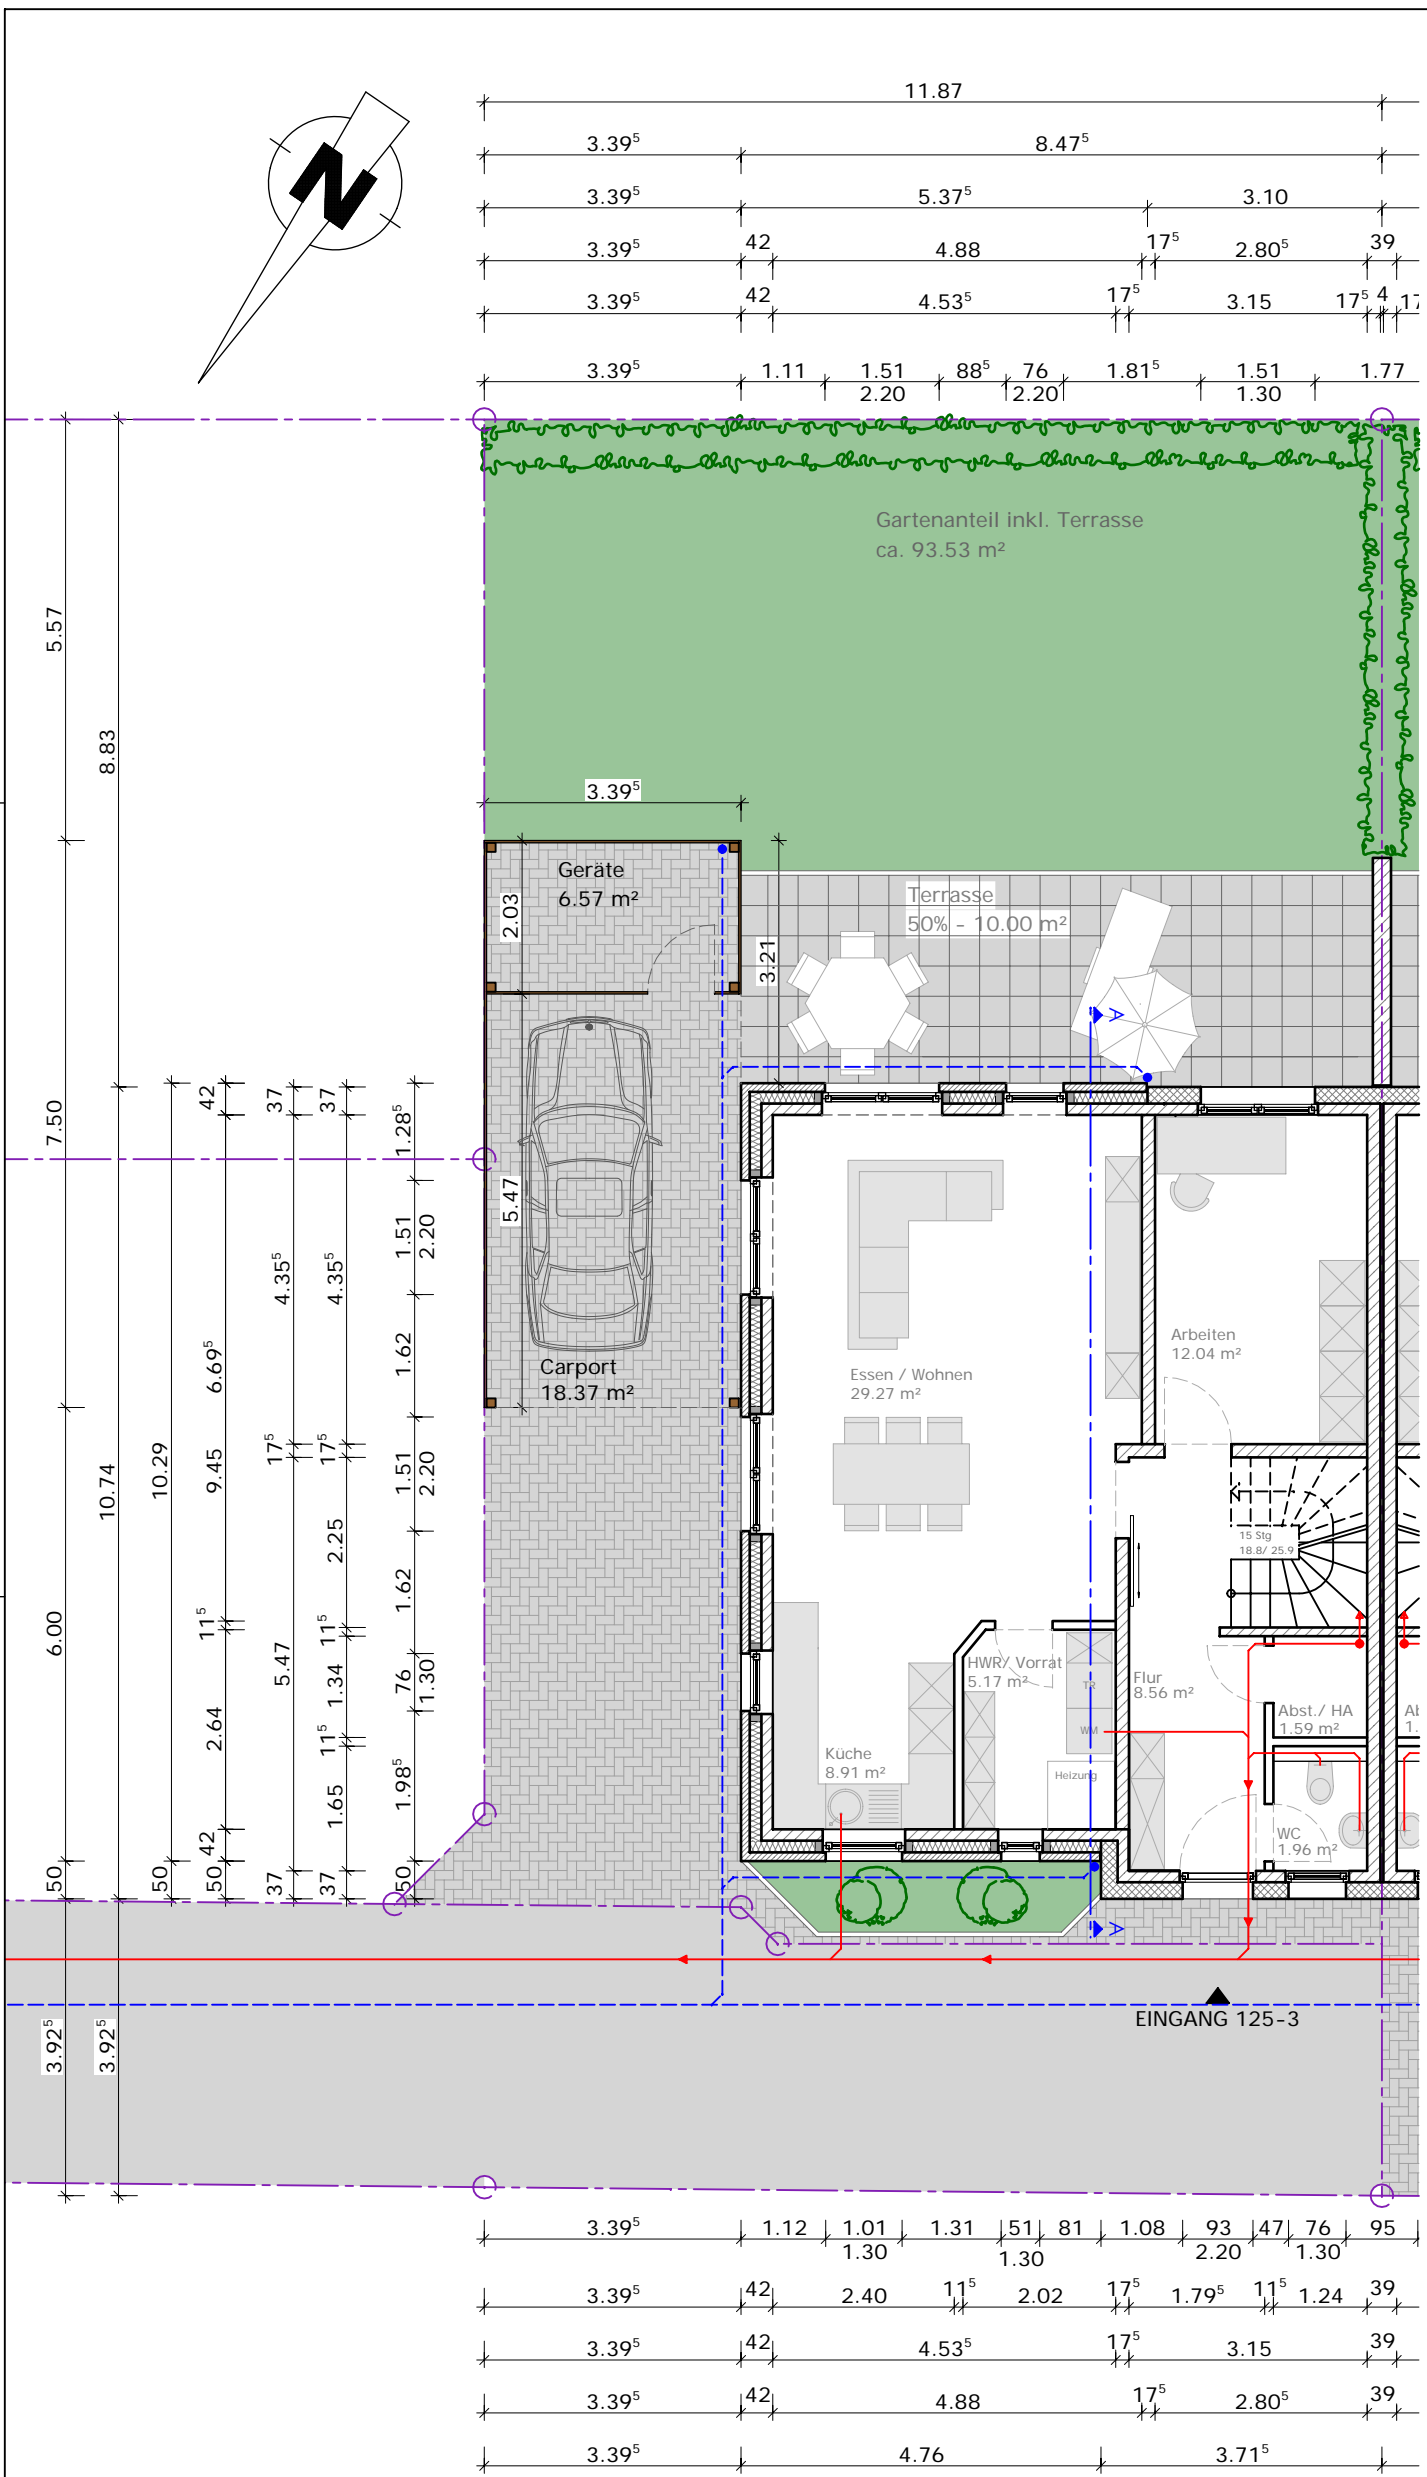 11.87
3.39⁵ 8.47⁵
3.39⁵ 5.37⁵ 3.10
3.39⁵ 42 4.88 17⁵ 2.80⁵ 39
3.39⁵ 42 4.53⁵ 17⁵ 3.15 17⁵ 4 17
3.39⁵ 1.11 1.51 88⁵ 76 1.81⁵ 1.51 1.77
2.20 2.20 1.30
N
Gartenanteil inkl. Terrasse
ca. 93.53 m²
5.57
8.83
3.39⁵
Geräte
6.57 m²
2.03
3.21
Terrasse
50% - 10.00 m²
A
7.50
42
37
37
1.28⁵
5.47
1.51
2.20
4.35⁵
4.35⁵
1.62
6.69⁵
Carport
18.37 m²
Essen / Wohnen
29.27 m²
Arbeiten
12.04 m²
10.74
10.29
9.45
17⁵
17⁵
1.51
2.20
2.25
15 Stg
18.8/ 25.9
6.00
11⁵
5.47
11⁵
1.62
1.34
76
1.30
2.64
11⁵
1.65
1.98⁵
HWR/ Vorrat
5.17 m²
TR
WM
Heizung
Flur
8.56 m²
Abst./ HA
1.59 m²
Ab
1.
Küche
8.91 m²
WC
1.96 m²
42
50
50
50
37
37
50
A
3.92⁵
3.92⁵
EINGANG 125-3
3.39⁵ 1.12 1.01 1.31 51 81 1.08 93 47 76 95
1.30 1.30 2.20 1.30
3.39⁵ 42 2.40 11⁵ 2.02 17⁵ 1.79⁵ 11⁵ 1.24 39
3.39⁵ 42 4.53⁵ 17⁵ 3.15 39
3.39⁵ 42 4.88 17⁵ 2.80⁵ 39
3.39⁵ 4.76 3.71⁵